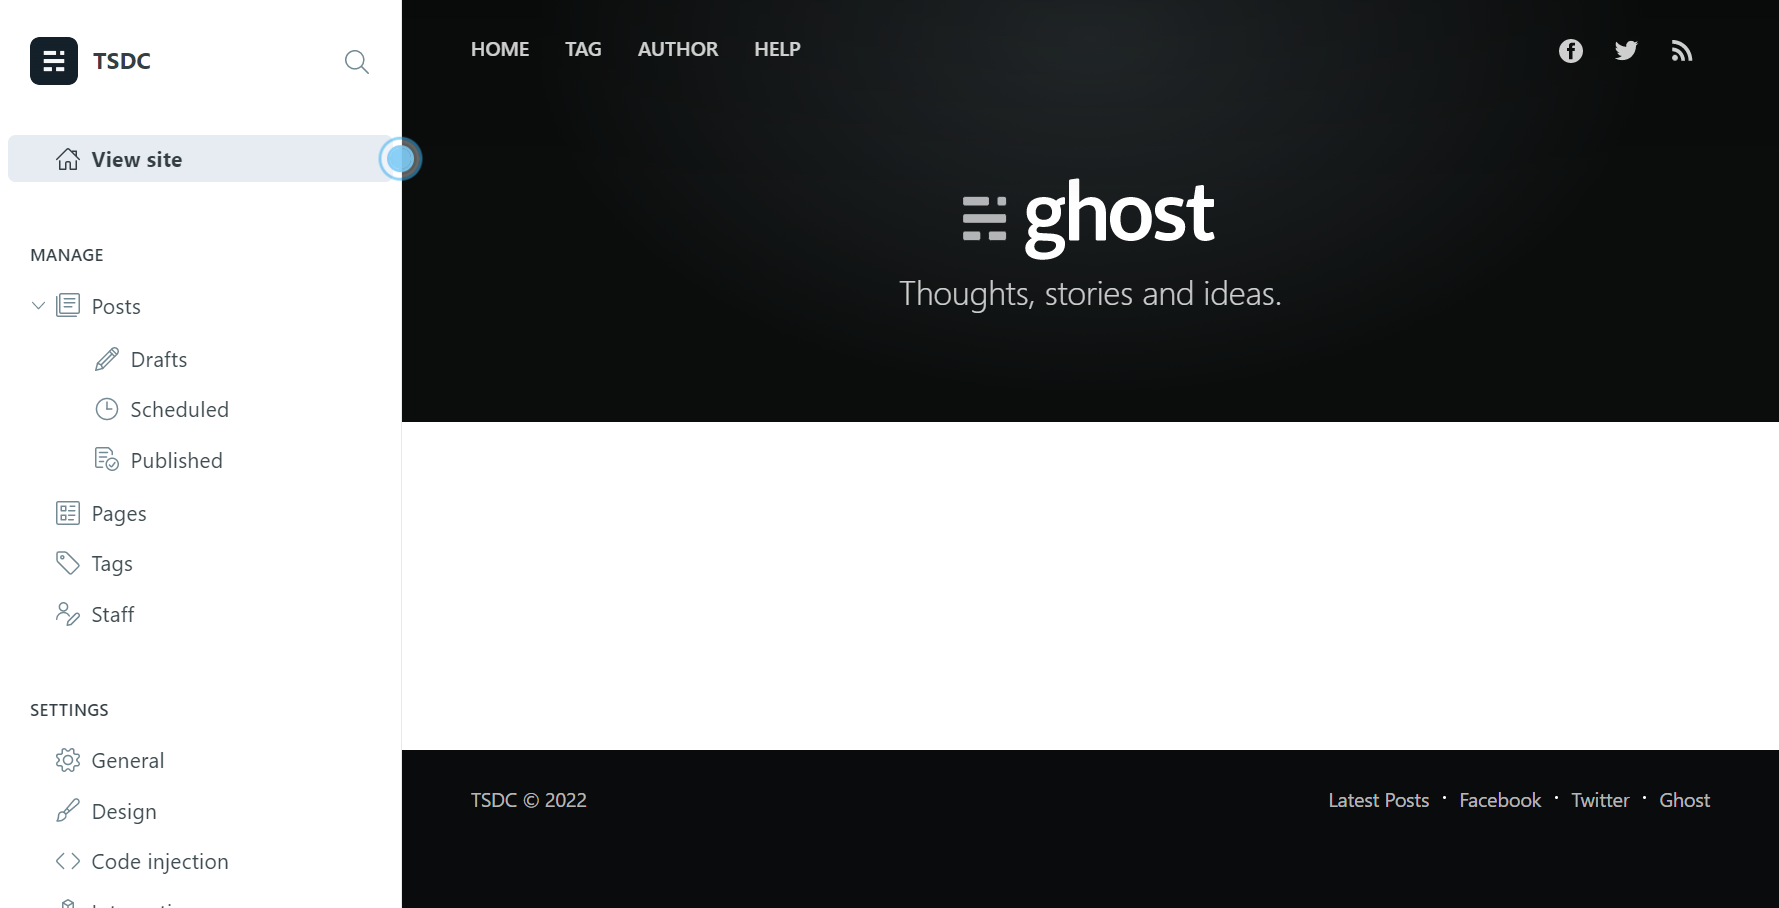 TSDC
View site
MANAGE
Posts
Drafts
Scheduled
Published
Pages
Tags
Staff
SETTINGS
General
Design
Code injection
HOME TAG AUTHOR HELP
ghost
Thoughts, stories and ideas.
TSDC © 2022
Latest Posts · Facebook · Twitter · Ghost